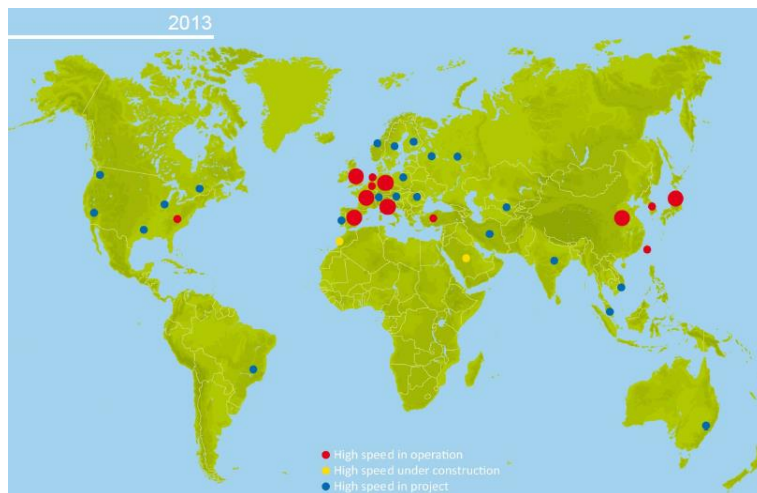 2013
High speed in operation
High speed under construction
High speed in project